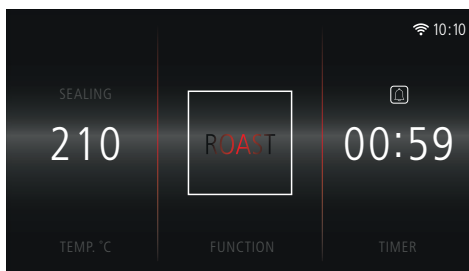 10:10
SEALING
210
ROAST
00:59
TEMP. °C
FUNCTION
TIMER